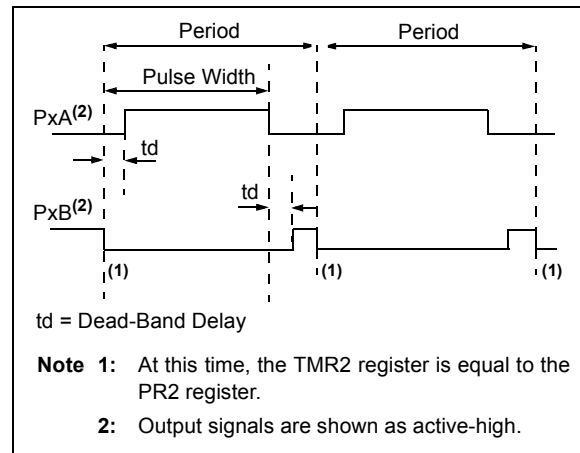 Period Period
Pulse Width
PxA(2)
td
td
PxB(2)
(1) (1) (1)
td = Dead-Band Delay
Note 1: At this time, the TMR2 register is equal to the
PR2 register.
2: Output signals are shown as active-high.